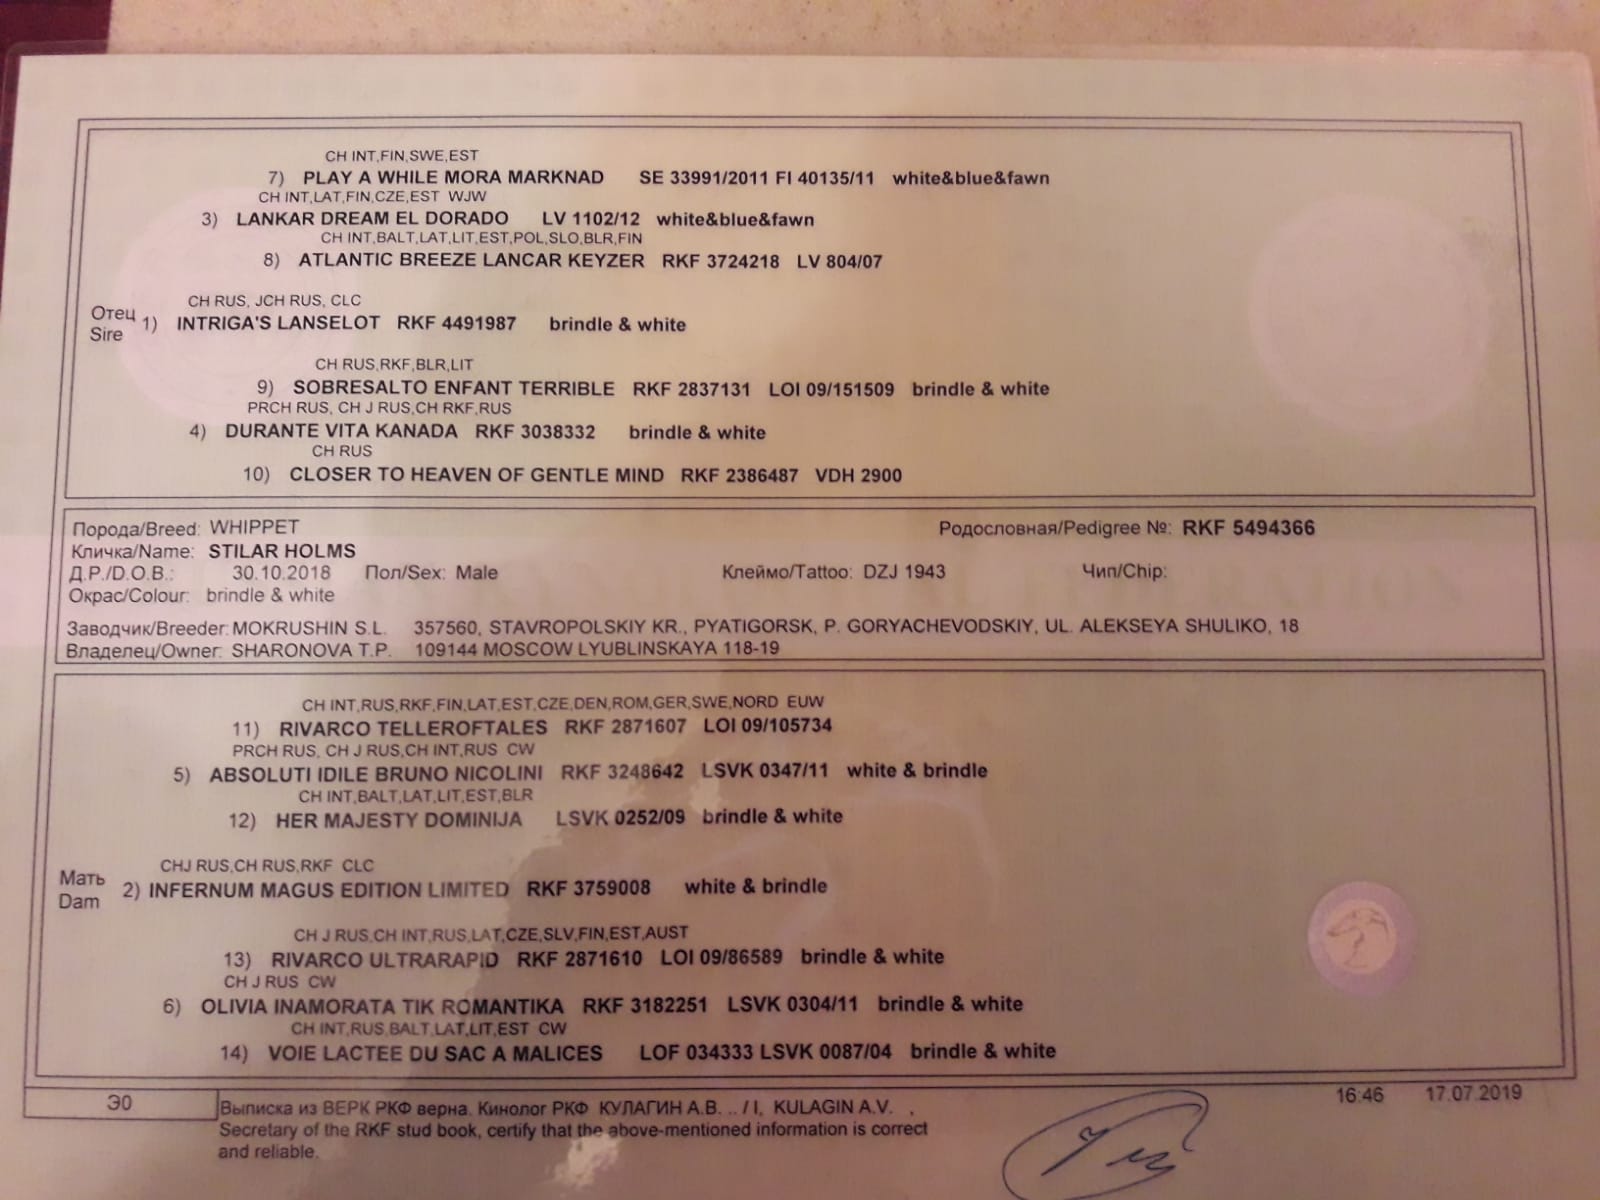 CH INT,FIN,SWE,EST
7) PLAY A WHILE MORA MARKNAD SE 33991/2011 FI 40135/11 white&blue&fawn
CH INT,LAT,FIN,CZE,EST WJW
3) LANKAR DREAM EL DORADO LV 1102/12 white&blue&fawn
CH INT,BALT,LAT,LIT,EST,POL,SLO,BLR,FIN
8) ATLANTIC BREEZE LANCAR KEYZER RKF 3724218 LV 804/07
CH RUS, JCH RUS, CLC
Отец
Sire
1) INTRIGA'S LANSELOT RKF 4491987 brindle & white
CH RUS,RKF,BLR,LIT
9) SOBRESALTO ENFANT TERRIBLE RKF 2837131 LOI 09/151509 brindle & white
PRCH RUS, CH J RUS,CH RKF,RUS
4) DURANTE VITA KANADA RKF 3038332 brindle & white
CH RUS
10) CLOSER TO HEAVEN OF GENTLE MIND RKF 2386487 VDH 2900
Порода/Breed: WHIPPET Родословная/Pedigree №: RKF 5494366
Кличка/Name: STILAR HOLMS
Д.Р./D.O.B.: 30.10.2018 Пол/Sex: Male Клеймо/Tattoo: DZJ 1943 Чип/Chip:
Окрас/Colour: brindle & white
Заводчик/Breeder: MOKRUSHIN S.L. 357560, STAVROPOLSKIY KR., PYATIGORSK, P. GORYACHEVODSKIY, UL. ALEKSEYA SHULIKO, 18
Владелец/Owner: SHARONOVA T.P. 109144 MOSCOW LYUBLINSKAYA 118-19
CH INT,RUS,RKF,FIN,LAT,EST,CZE,DEN,ROM,GER,SWE,NORD EUW
11) RIVARCO TELLEROFTALES RKF 2871607 LOI 09/105734
PRCH RUS, CH J RUS,CH INT,RUS CW
5) ABSOLUTI IDILE BRUNO NICOLINI RKF 3248642 LSVK 0347/11 white & brindle
CH INT,BALT,LAT,LIT,EST,BLR
12) HER MAJESTY DOMINIJA LSVK 0252/09 brindle & white
CHJ RUS,CH RUS,RKF CLC
Мать
Dam
2) INFERNUM MAGUS EDITION LIMITED RKF 3759008 white & brindle
CH J RUS,CH INT,RUS,LAT,CZE,SLV,FIN,EST,AUST
13) RIVARCO ULTRARAPID RKF 2871610 LOI 09/86589 brindle & white
CH J RUS CW
6) OLIVIA INAMORATA TIK ROMANTIKA RKF 3182251 LSVK 0304/11 brindle & white
CH INT,RUS,BALT,LAT,LIT,EST CW
14) VOIE LACTEE DU SAC A MALICES LOF 034333 LSVK 0087/04 brindle & white
ЭО
16:46 17.07.2019
Выписка из ВЕРК РКФ верна. Кинолог РКФ КУЛАГИН А.В. .. / I, KULAGIN A.V. ,
Secretary of the RKF stud book, certify that the above-mentioned information is correct
and reliable.